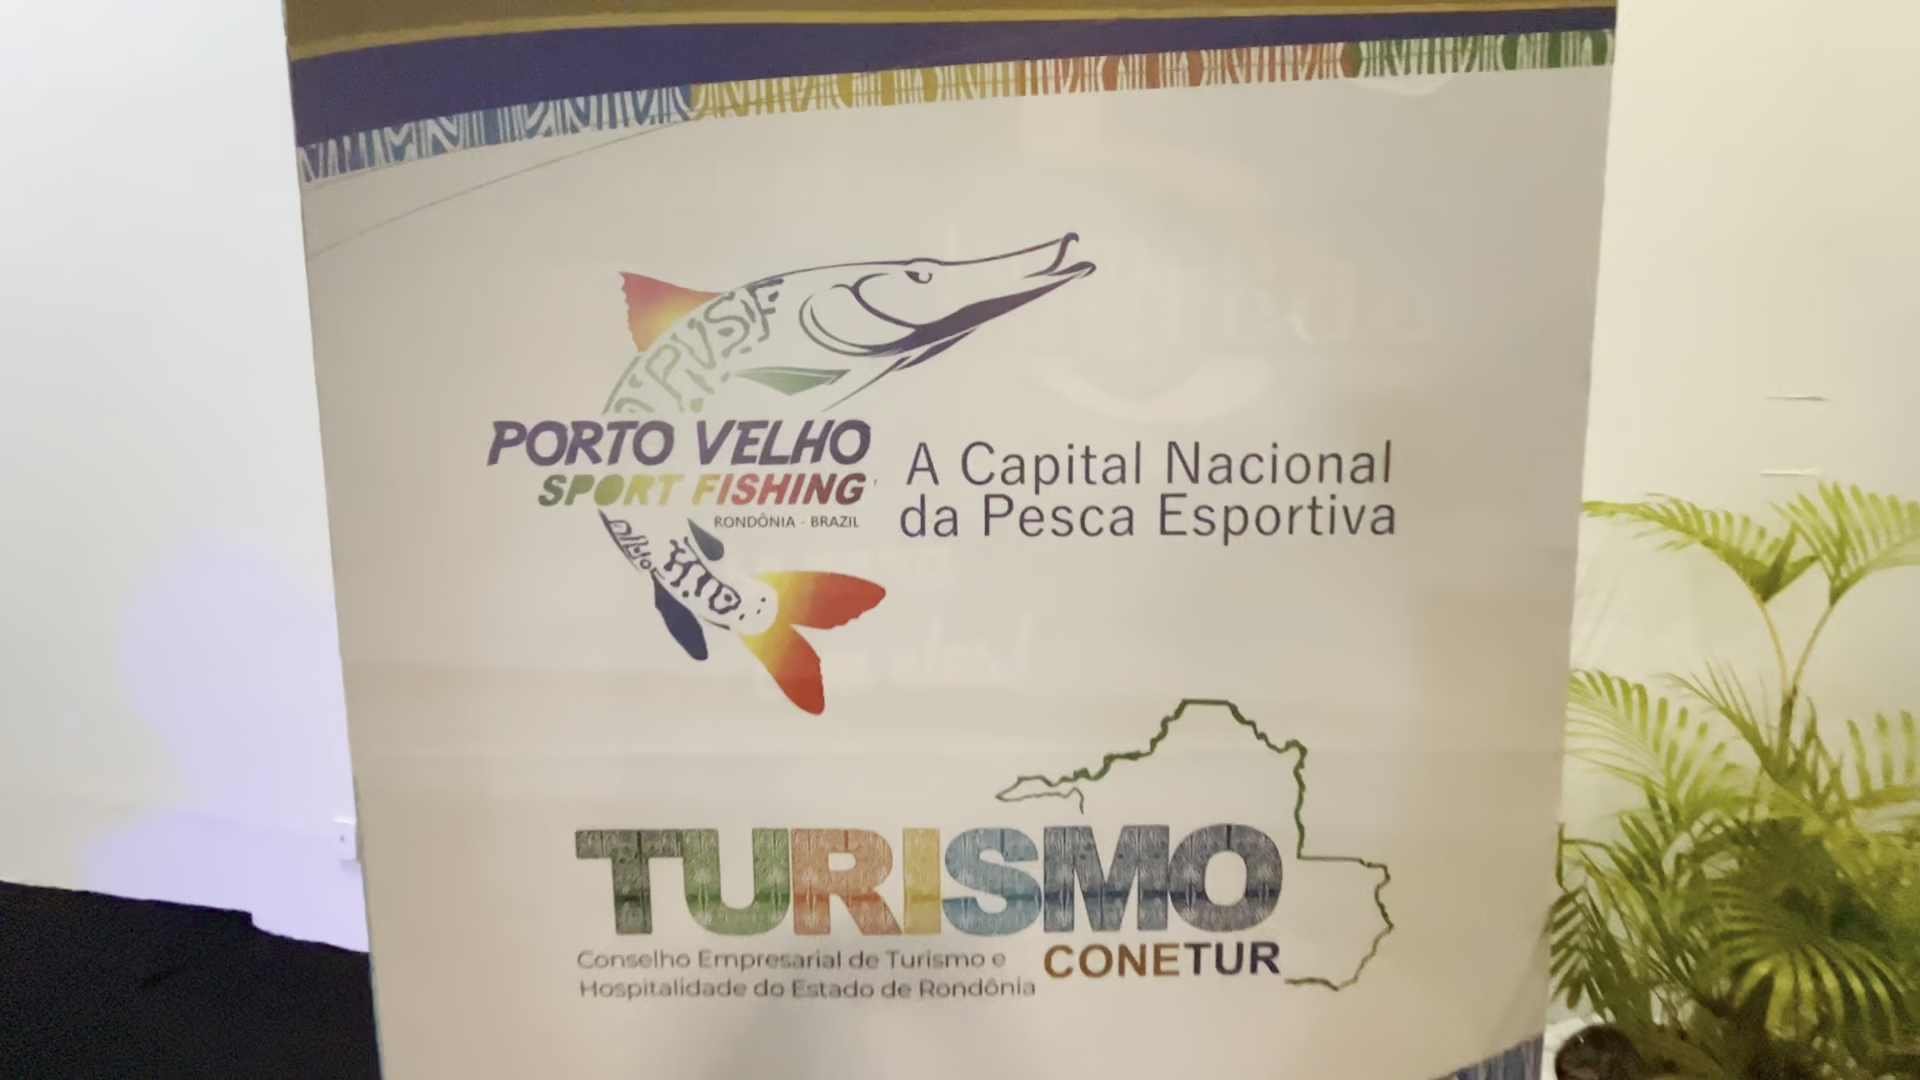 PORTO VELHO
SPORT FISHING
RONDÔNIA - BRAZIL
A Capital Nacional
da Pesca Esportiva
TURISMO
CONETUR
Conselho Empresarial de Turismo e
Hospitalidade do Estado de Rondônia